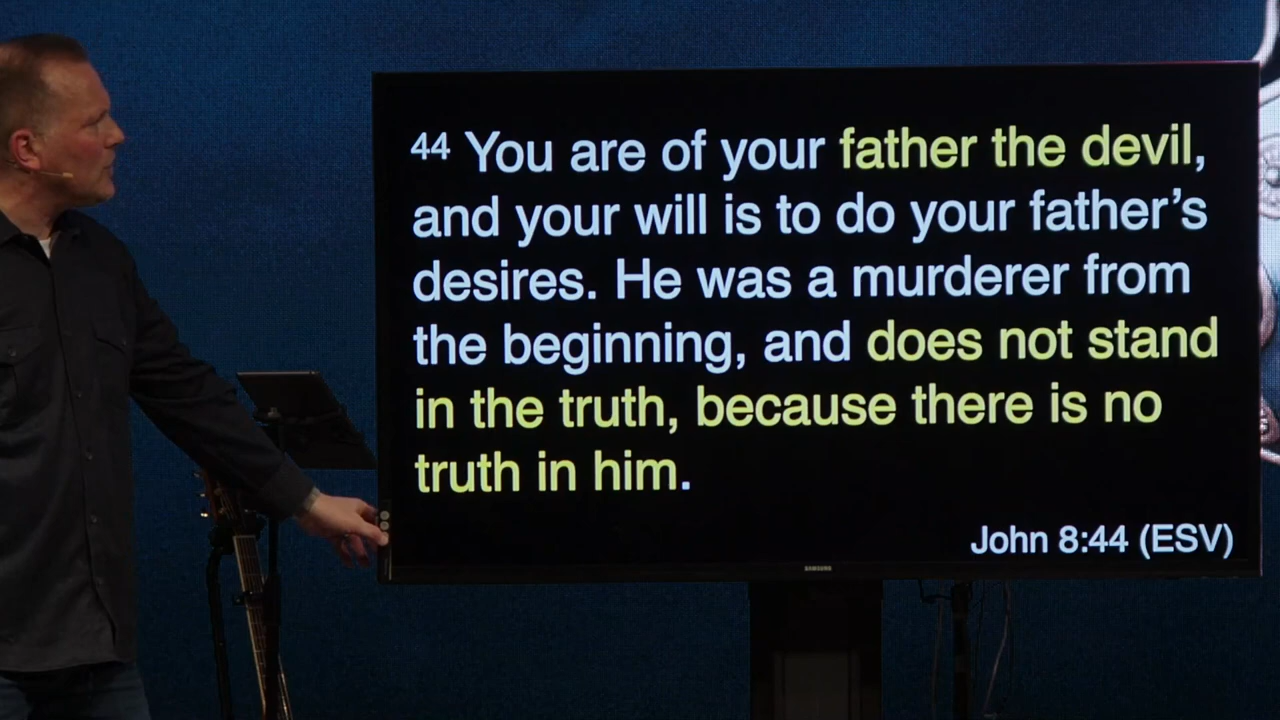 44 You are of your father the devil,
and your will is to do your father’s
desires. He was a murderer from
the beginning, and does not stand
in the truth, because there is no
truth in him.
John 8:44 (ESV)
SAMSUNG